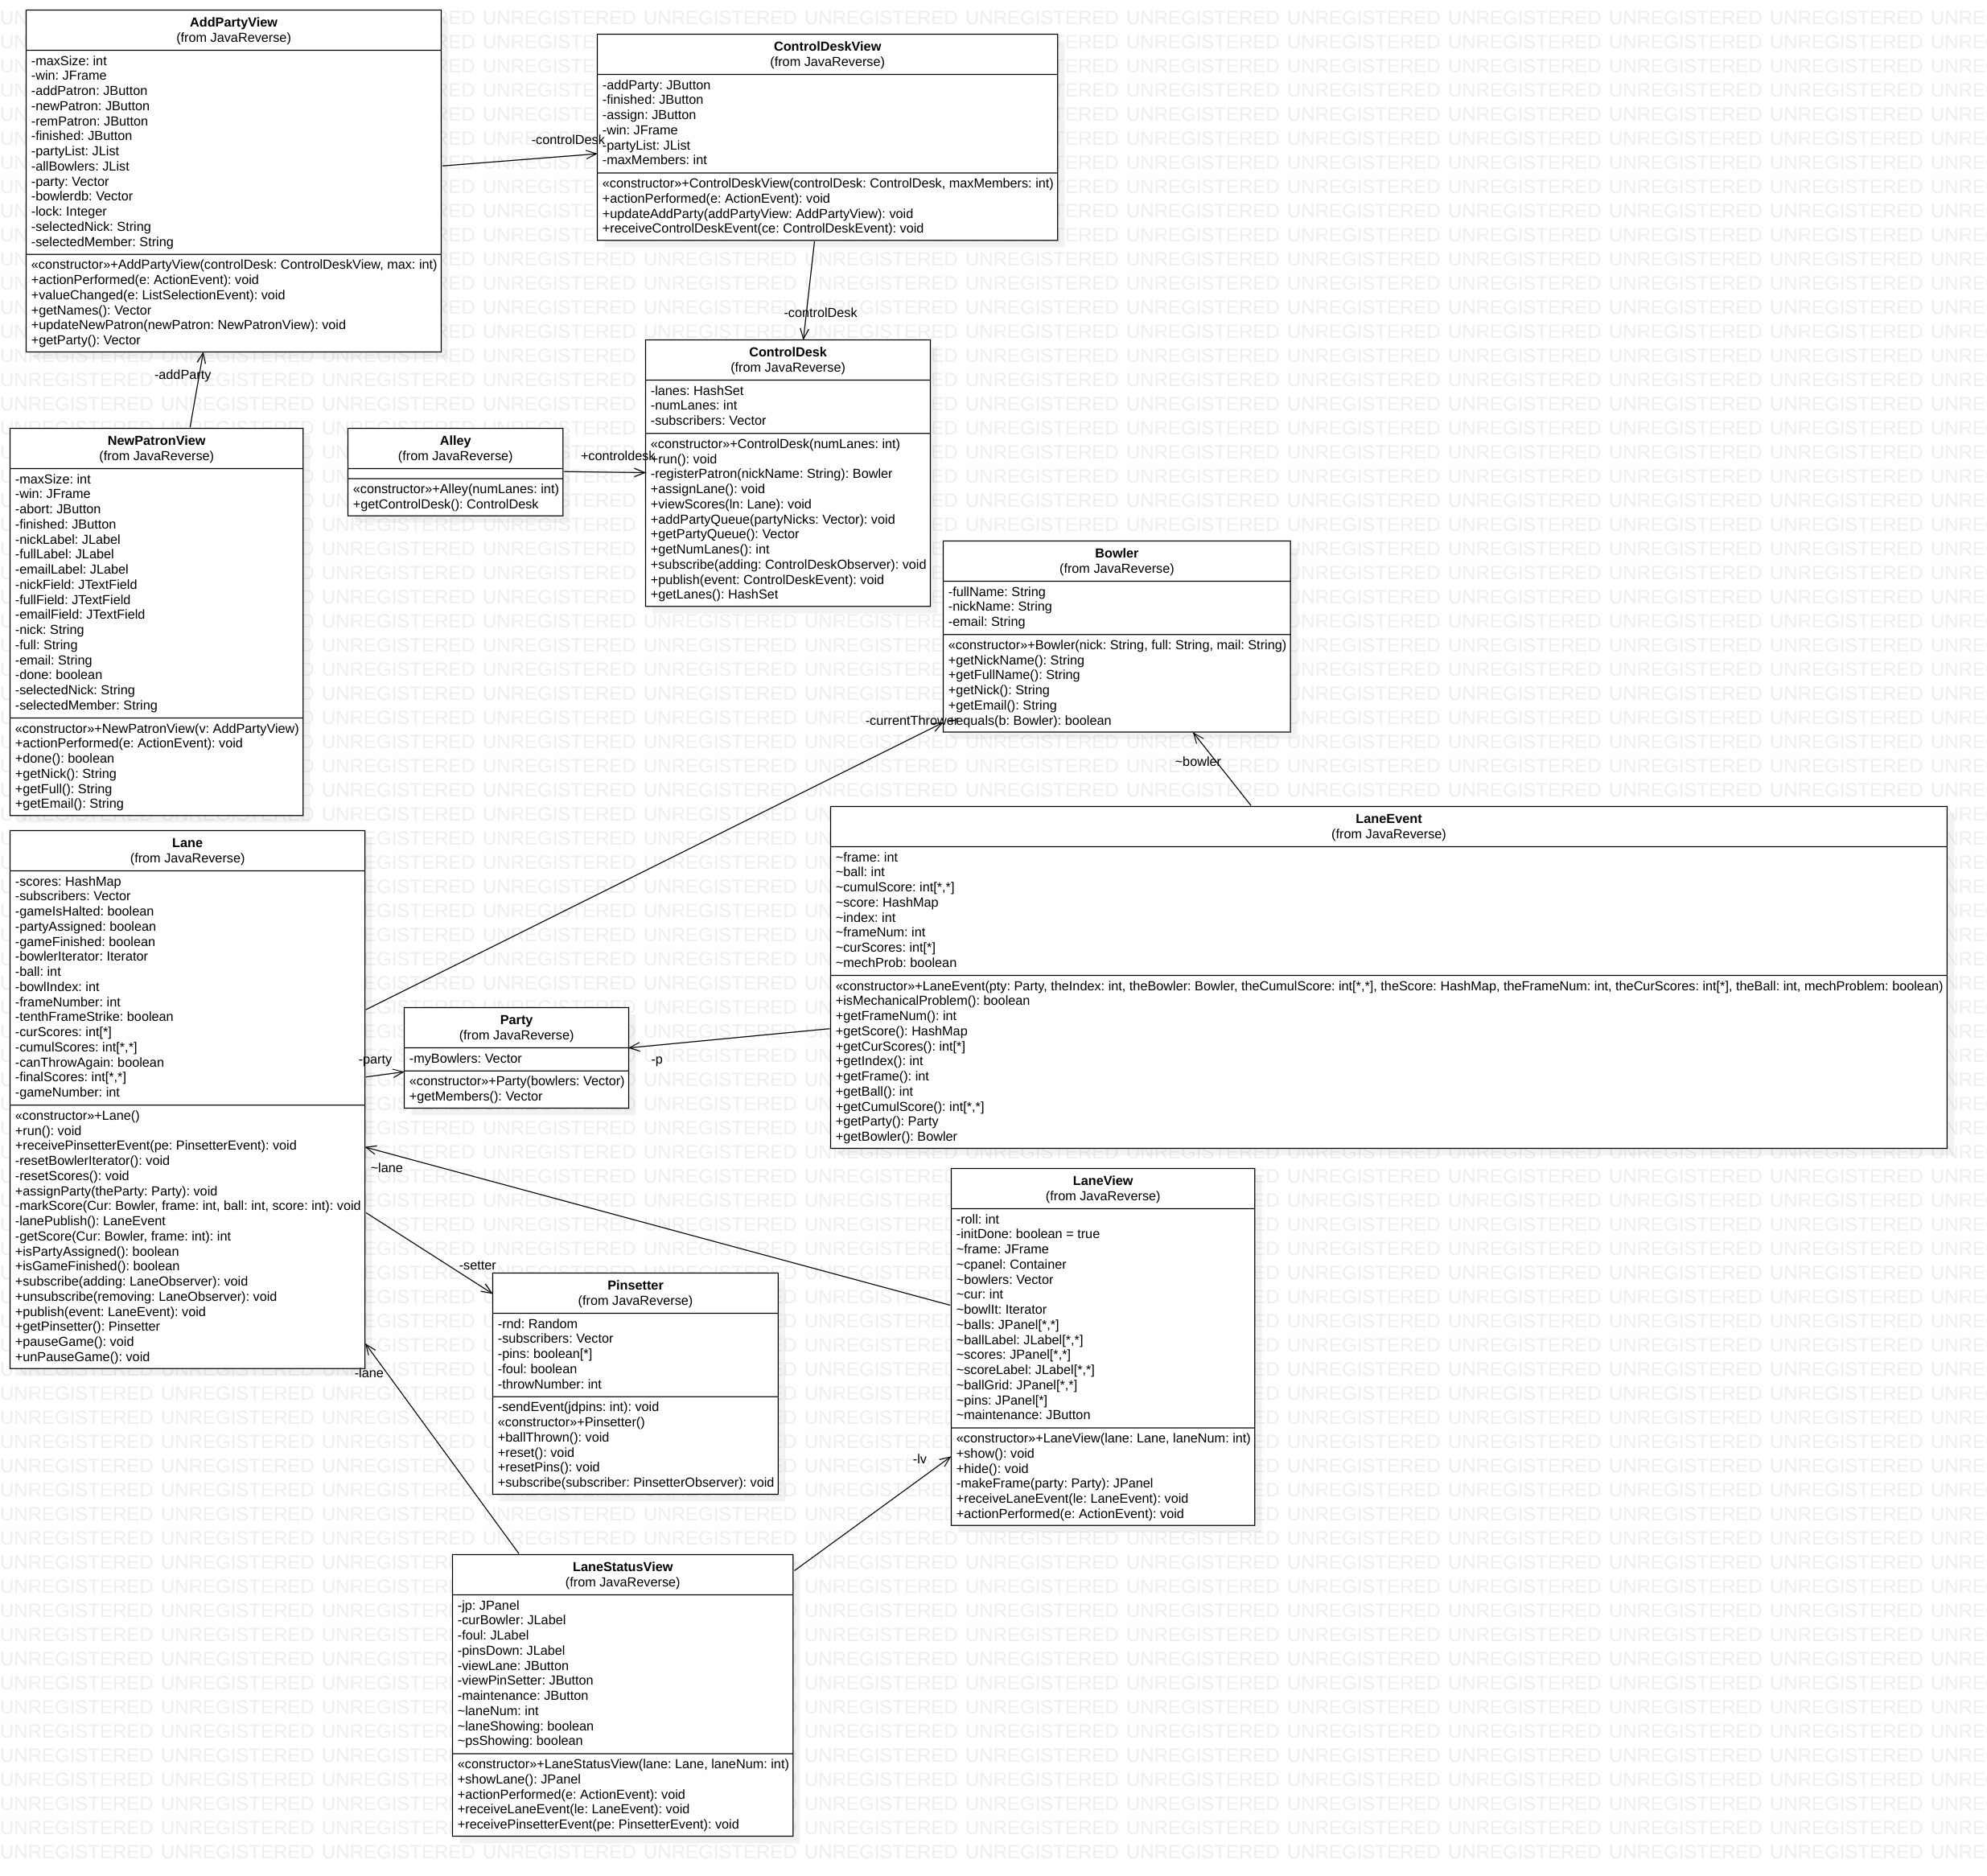 AddPartyView
(from JavaReverse)
-maxSize: int
-win: JFrame
-addPatron: JButton
-newPatron: JButton
-remPatron: JButton
-finished: JButton
-partyList: JList
-allBowlers: JList
-party: Vector
-bowlerdb: Vector
-lock: Integer
-selectedNick: String
-selectedMember: String
«constructor»+AddPartyView(controlDesk: ControlDeskView, max: int)
+actionPerformed(e: ActionEvent): void
+valueChanged(e: ListSelectionEvent): void
+getNames(): Vector
+updateNewPatron(newPatron: NewPatronView): void
+getParty(): Vector
-controlDesk
ControlDeskView
(from JavaReverse)
-addParty: JButton
-finished: JButton
-assign: JButton
-win: JFrame
-partyList: JList
-maxMembers: int
«constructor»+ControlDeskView(controlDesk: ControlDesk, maxMembers: int)
+actionPerformed(e: ActionEvent): void
+updateAddParty(addPartyView: AddPartyView): void
+receiveControlDeskEvent(ce: ControlDeskEvent): void
-controlDesk
-addParty
ControlDesk
(from JavaReverse)
-lanes: HashSet
-numLanes: int
-subscribers: Vector
«constructor»+ControlDesk(numLanes: int)
+run(): void
-registerPatron(nickName: String): Bowler
+assignLane(): void
+viewScores(ln: Lane): void
+addPartyQueue(partyNicks: Vector): void
+getPartyQueue(): Vector
+getNumLanes(): int
+subscribe(adding: ControlDeskObserver): void
+publish(event: ControlDeskEvent): void
+getLanes(): HashSet
NewPatronView
(from JavaReverse)
-maxSize: int
-win: JFrame
-abort: JButton
-finished: JButton
-nickLabel: JLabel
-fullLabel: JLabel
-emailLabel: JLabel
-nickField: JTextField
-fullField: JTextField
-emailField: JTextField
-nick: String
-full: String
-email: String
-done: boolean
-selectedNick: String
-selectedMember: String
«constructor»+NewPatronView(v: AddPartyView)
+actionPerformed(e: ActionEvent): void
+done(): boolean
+getNick(): String
+getFull(): String
+getEmail(): String
Alley
(from JavaReverse)
«constructor»+Alley(numLanes: int)
+getControlDesk(): ControlDesk
+controldesk
Bowler
(from JavaReverse)
-fullName: String
-nickName: String
-email: String
«constructor»+Bowler(nick: String, full: String, mail: String)
+getNickName(): String
+getFullName(): String
+getNick(): String
+getEmail(): String
+equals(b: Bowler): boolean
-currentThrower
~bowler
LaneEvent
(from JavaReverse)
~frame: int
~ball: int
~cumulScore: int[*,*]
~score: HashMap
~index: int
~frameNum: int
~curScores: int[*]
~mechProb: boolean
«constructor»+LaneEvent(pty: Party, theIndex: int, theBowler: Bowler, theCumulScore: int[*,*], theScore: HashMap, theFrameNum: int, theCurScores: int[*], theBall: int, mechProblem: boolean)
+isMechanicalProblem(): boolean
+getFrameNum(): int
+getScore(): HashMap
+getCurScores(): int[*]
+getIndex(): int
+getFrame(): int
+getBall(): int
+getCumulScore(): int[*,*]
+getParty(): Party
+getBowler(): Bowler
Lane
(from JavaReverse)
-scores: HashMap
-subscribers: Vector
-gameIsHalted: boolean
-partyAssigned: boolean
-gameFinished: boolean
-bowlerIterator: Iterator
-ball: int
-bowlIndex: int
-frameNumber: int
-tenthFrameStrike: boolean
-curScores: int[*]
-cumulScores: int[*,*]
-canThrowAgain: boolean
-finalScores: int[*,*]
-gameNumber: int
«constructor»+Lane()
+run(): void
+receivePinsetterEvent(pe: PinsetterEvent): void
-resetBowlerIterator(): void
-resetScores(): void
+assignParty(theParty: Party): void
-markScore(Cur: Bowler, frame: int, ball: int, score: int): void
-lanePublish(): LaneEvent
-getScore(Cur: Bowler, frame: int): int
+isPartyAssigned(): boolean
+isGameFinished(): boolean
+subscribe(adding: LaneObserver): void
+unsubscribe(removing: LaneObserver): void
+publish(event: LaneEvent): void
+getPinsetter(): Pinsetter
+pauseGame(): void
+unPauseGame(): void
Party
(from JavaReverse)
-myBowlers: Vector
«constructor»+Party(bowlers: Vector)
+getMembers(): Vector
-party
-p
~lane
-setter
-lane
Pinsetter
(from JavaReverse)
-rnd: Random
-subscribers: Vector
-pins: boolean[*]
-foul: boolean
-throwNumber: int
-sendEvent(jdpins: int): void
«constructor»+Pinsetter()
+ballThrown(): void
+reset(): void
+resetPins(): void
+subscribe(subscriber: PinsetterObserver): void
LaneView
(from JavaReverse)
-roll: int
-initDone: boolean = true
~frame: JFrame
~cpanel: Container
~bowlers: Vector
~cur: int
~bowlIt: Iterator
~balls: JPanel[*,*]
~ballLabel: JLabel[*,*]
~scores: JPanel[*,*]
~scoreLabel: JLabel[*,*]
~ballGrid: JPanel[*,*]
~pins: JPanel[*]
~maintenance: JButton
«constructor»+LaneView(lane: Lane, laneNum: int)
+show(): void
+hide(): void
-makeFrame(party: Party): JPanel
+receiveLaneEvent(le: LaneEvent): void
+actionPerformed(e: ActionEvent): void
-lv
LaneStatusView
(from JavaReverse)
-jp: JPanel
-curBowler: JLabel
-foul: JLabel
-pinsDown: JLabel
-viewLane: JButton
-viewPinSetter: JButton
-maintenance: JButton
~laneNum: int
~laneShowing: boolean
~psShowing: boolean
«constructor»+LaneStatusView(lane: Lane, laneNum: int)
+showLane(): JPanel
+actionPerformed(e: ActionEvent): void
+receiveLaneEvent(le: LaneEvent): void
+receivePinsetterEvent(pe: PinsetterEvent): void